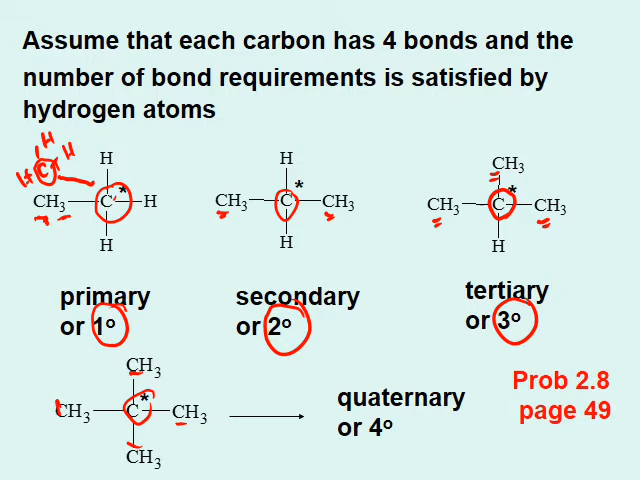 Assume that each carbon has 4 bonds and the
number of bond requirements is satisfied by
hydrogen atoms
H
H C H
H
CH₃ C* H
H
H
CH₃ C* CH₃
H
CH₃
CH₃ C* CH₃
H
primary
or 1º
secondary
or 2º
tertiary
or 3º
CH₃
CH₃ C* CH₃
CH₃
quaternary
or 4º
Prob 2.8
page 49